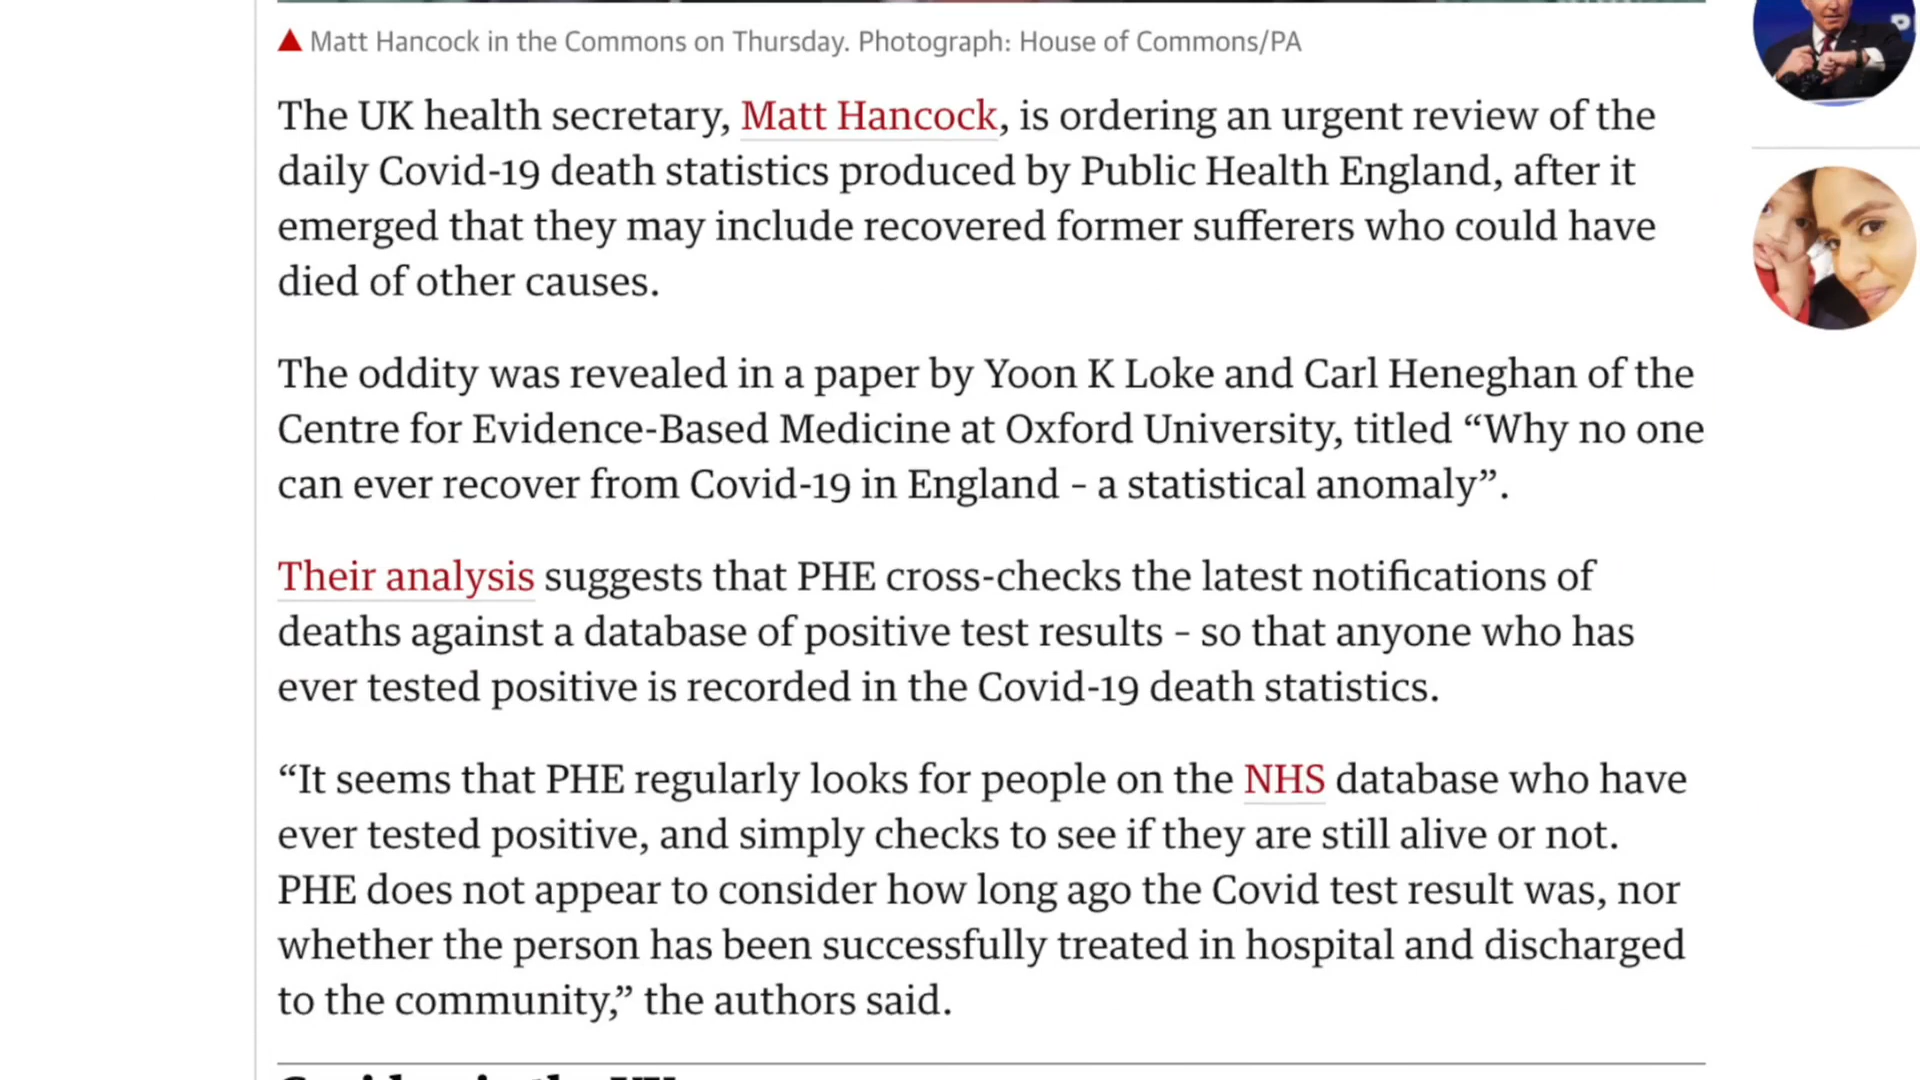 Matt Hancock in the Commons on Thursday. Photograph: House of Commons/PA
The UK health secretary, Matt Hancock, is ordering an urgent review of the
daily Covid-19 death statistics produced by Public Health England, after it
emerged that they may include recovered former sufferers who could have
died of other causes.
The oddity was revealed in a paper by Yoon K Loke and Carl Heneghan of the
Centre for Evidence-Based Medicine at Oxford University, titled “Why no one
can ever recover from Covid-19 in England – a statistical anomaly”.
Their analysis suggests that PHE cross-checks the latest notifications of
deaths against a database of positive test results – so that anyone who has
ever tested positive is recorded in the Covid-19 death statistics.
“It seems that PHE regularly looks for people on the NHS database who have
ever tested positive, and simply checks to see if they are still alive or not.
PHE does not appear to consider how long ago the Covid test result was, nor
whether the person has been successfully treated in hospital and discharged
to the community,” the authors said.